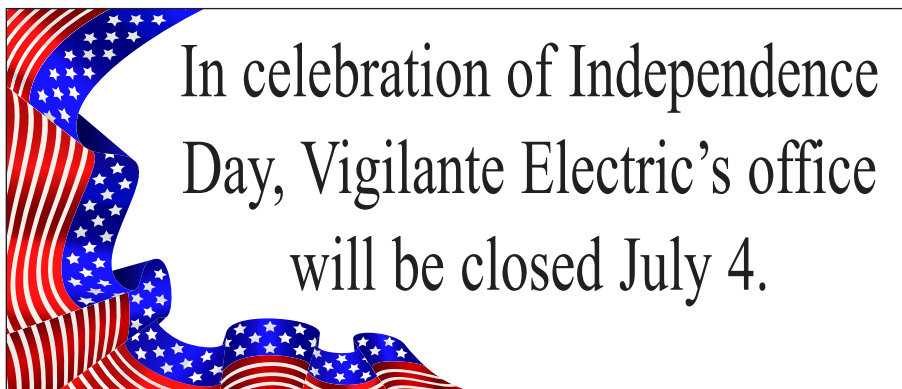 In celebration of Independence
Day, Vigilante Electric’s office
will be closed July 4.